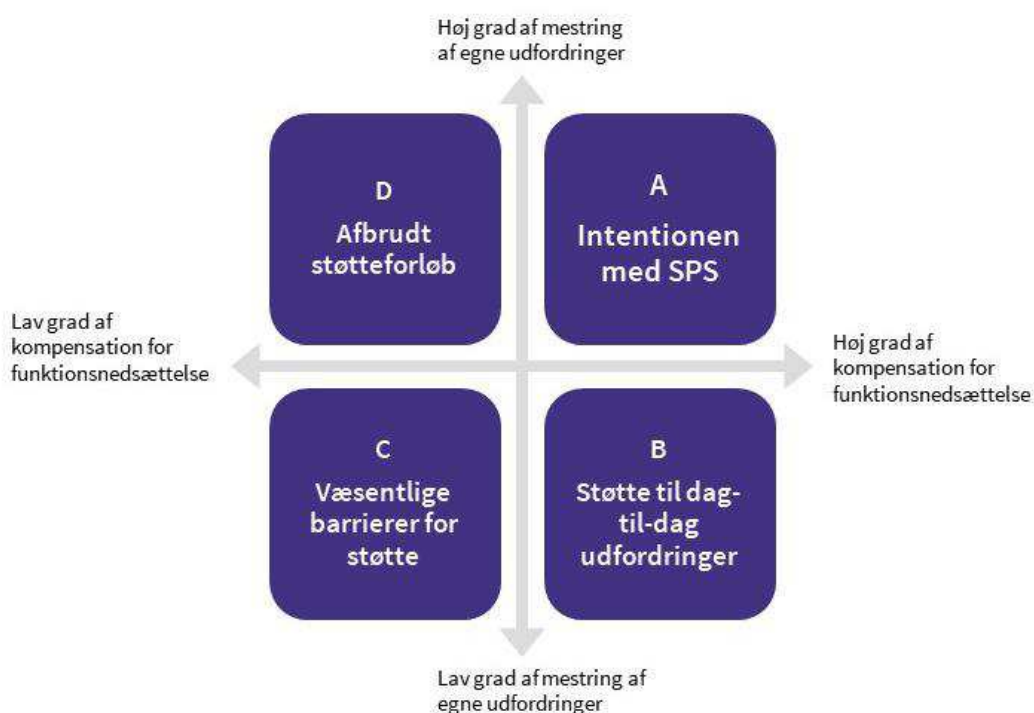 Høj grad af mestring
af egne udfordringer
D
Afbrudt
støtteforløb
A
Intentionen
med SPS
Lav grad af
kompensation for
funktionsnedsættelse
Høj grad af
kompensation for
funktionsnedsættelse
C
Væsentlige
barrierer for
støtte
B
Støtte til dag-
til-dag
udfordringer
Lav grad af mestring af
egne udfordringer